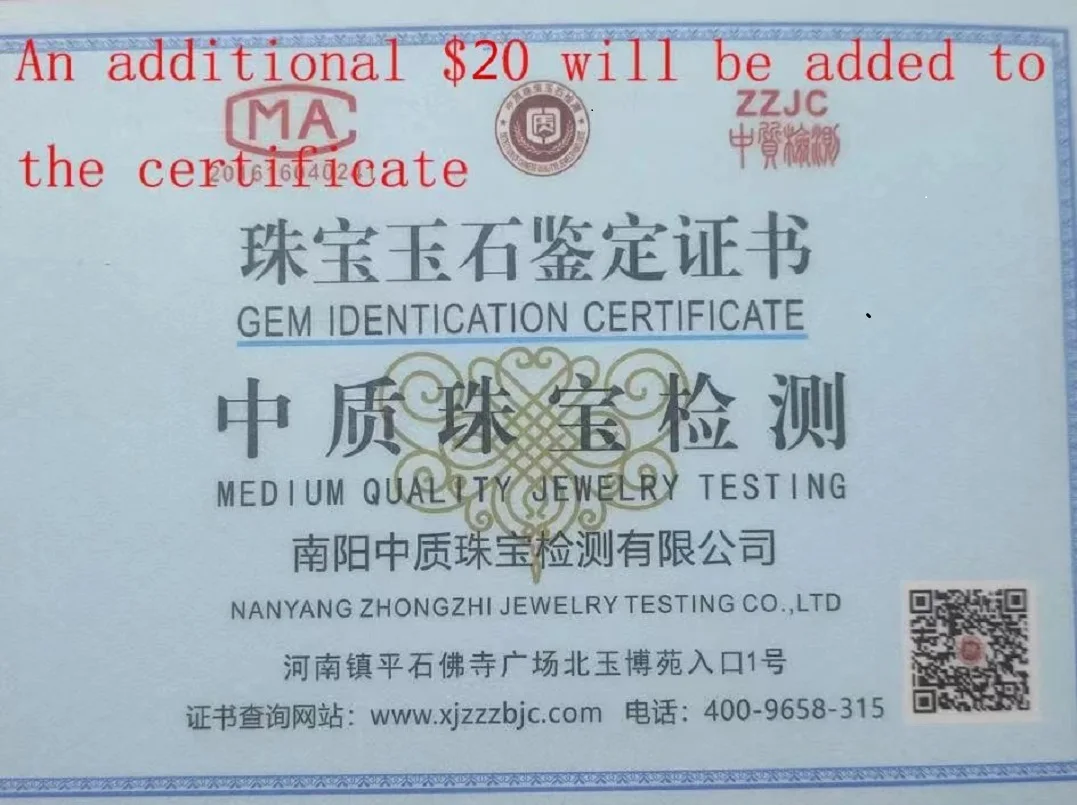 An additional $20 will be added to
MA
ZZJC
中質檢測
the certificate
珠宝玉石鉴定证书
GEM IDENTICATION CERTIFICATE
中质珠宝检测
MEDIUM QUALITY JEWELRY TESTING
南阳中质珠宝检测有限公司
NANYANG ZHONGZHI JEWELRY TESTING CO.,LTD
河南镇平石佛寺广场北玉博苑入口1号
证书查询网站：www.xjzzzbjc.com 电话：400-9658-315